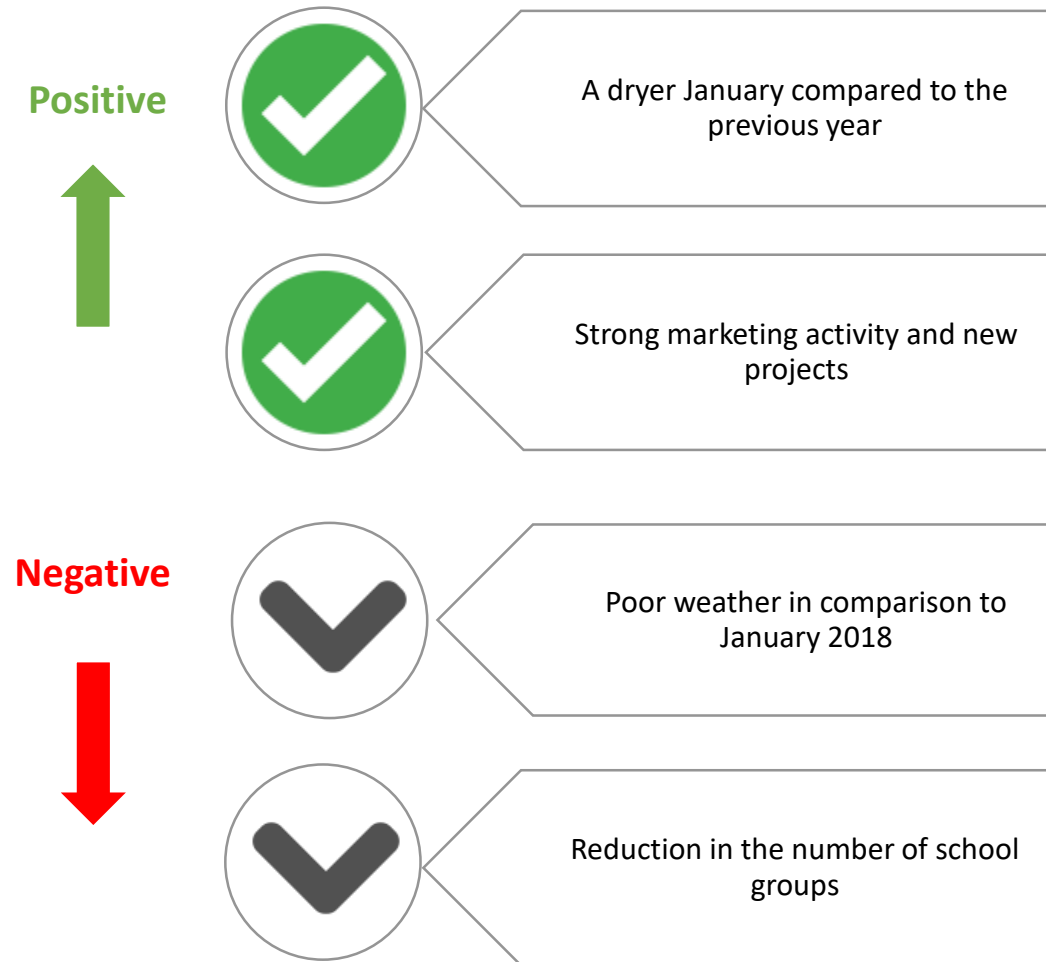 Positive
A dryer January compared to the
previous year
Strong marketing activity and new
projects
Negative
Poor weather in comparison to
January 2018
Reduction in the number of school
groups